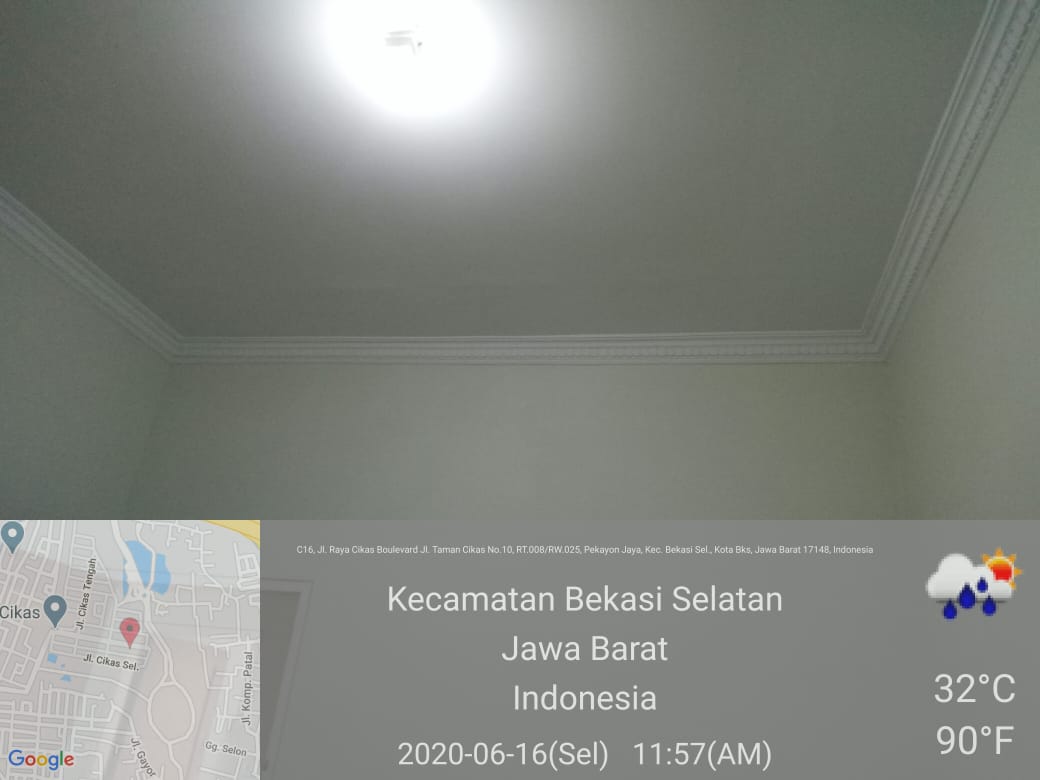 C16, Jl. Raya Cikas Boulevard Jl. Taman Cikas No.10, RT.008/RW.025, Pekayon Jaya, Kec. Bekasi Sel., Kota Bks, Jawa Barat 17148, Indonesia
Kecamatan Bekasi Selatan
Jawa Barat
Indonesia
2020-06-16(Sel) 11:57(AM)
32°C
90°F
Jl. Cikas Tengah
Cikas
Jl. Cikas Sel.
Jl. Komp. Patal
Jl. Gayor
Gg. Selon
Google